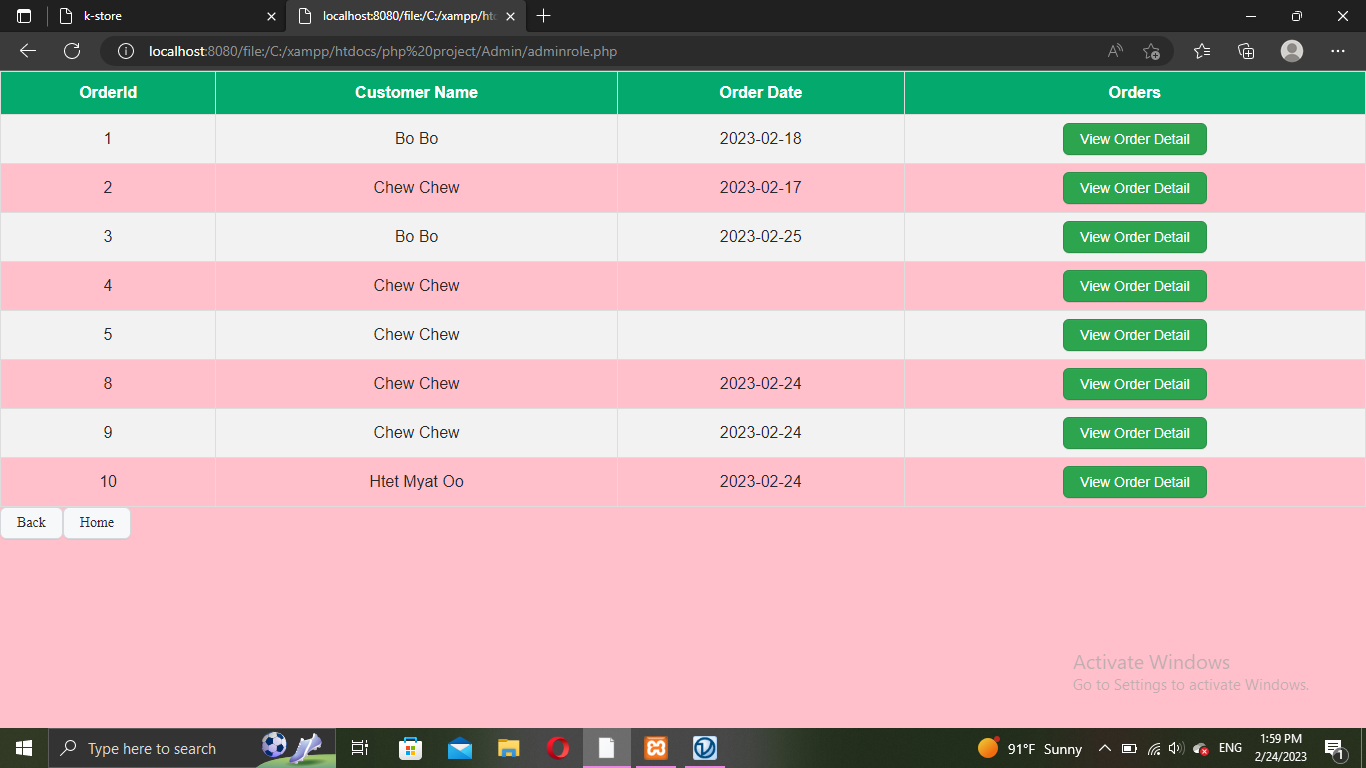 k-store
localhost:8080/file:/C:/xampp/htd
localhost:8080/file:/C:/xampp/htdocs/php%20project/Admin/adminrole.php
OrderId Customer Name Order Date Orders
1 Bo Bo 2023-02-18 View Order Detail
2 Chew Chew 2023-02-17 View Order Detail
3 Bo Bo 2023-02-25 View Order Detail
4 Chew Chew View Order Detail
5 Chew Chew View Order Detail
8 Chew Chew 2023-02-24 View Order Detail
9 Chew Chew 2023-02-24 View Order Detail
10 Htet Myat Oo 2023-02-24 View Order Detail
Back Home
Activate Windows
Go to Settings to activate Windows.
Type here to search
91°F Sunny
ENG
1:59 PM
2/24/2023
1